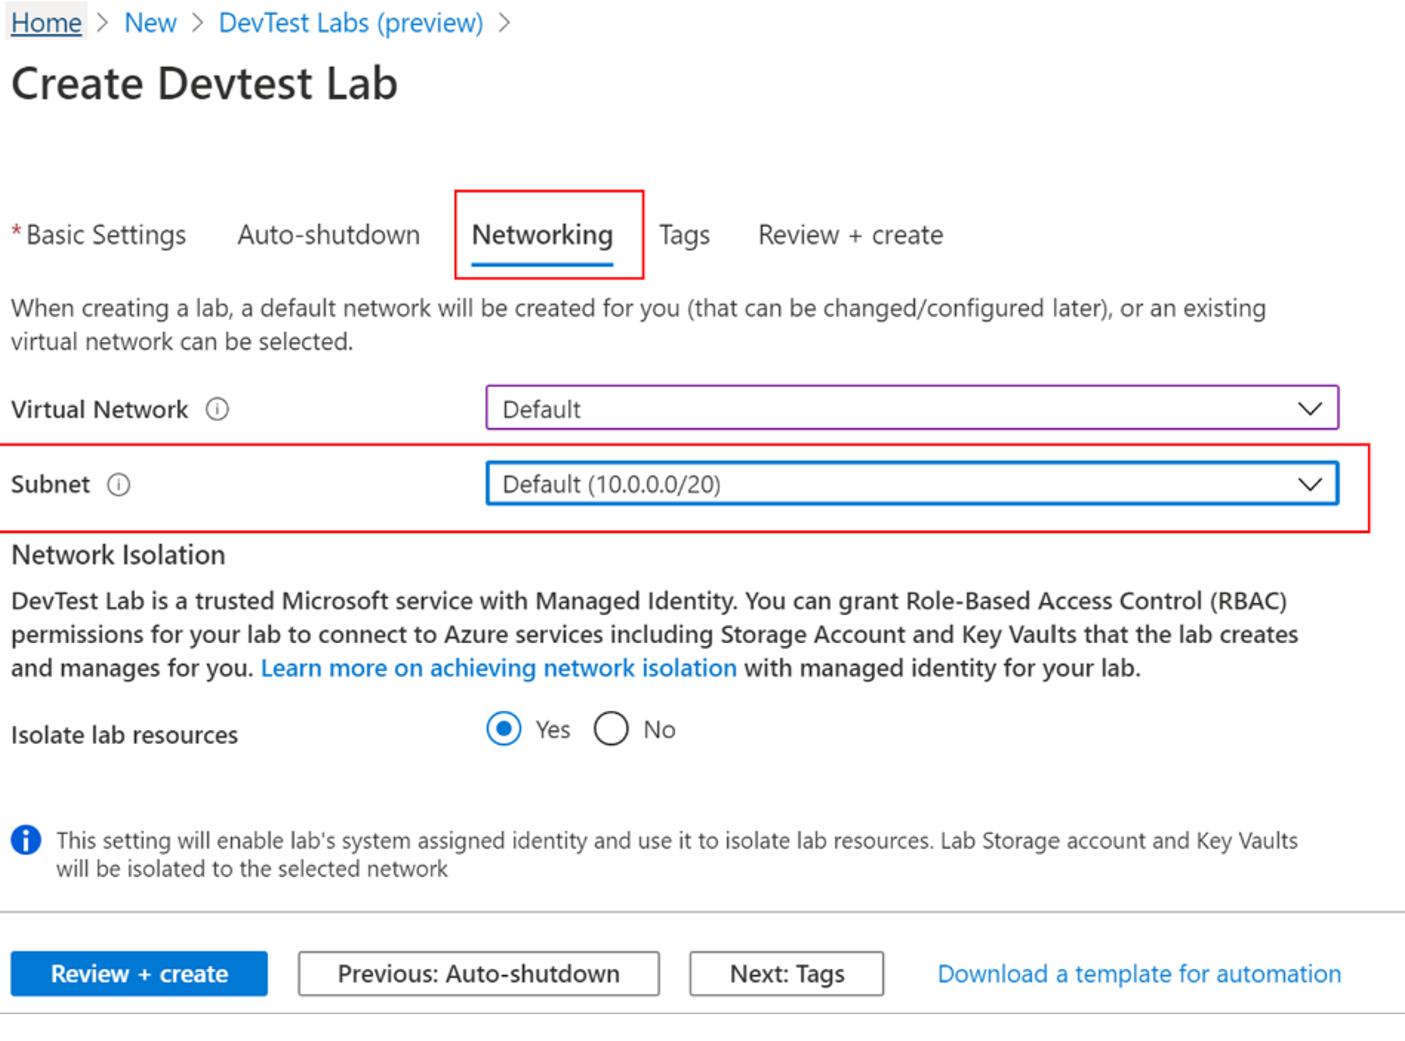 Home > New > DevTest Labs (preview) >
Create Devtest Lab
* Basic Settings Auto-shutdown Networking Tags Review + create
When creating a lab, a default network will be created for you (that can be changed/configured later), or an existing
virtual network can be selected.
Virtual Network Default
Subnet Default (10.0.0.0/20)
Network Isolation
DevTest Lab is a trusted Microsoft service with Managed Identity. You can grant Role-Based Access Control (RBAC)
permissions for your lab to connect to Azure services including Storage Account and Key Vaults that the lab creates
and manages for you. Learn more on achieving network isolation with managed identity for your lab.
Isolate lab resources Yes No
This setting will enable lab's system assigned identity and use it to isolate lab resources. Lab Storage account and Key Vaults
will be isolated to the selected network
Review + create Previous: Auto-shutdown Next: Tags Download a template for automation